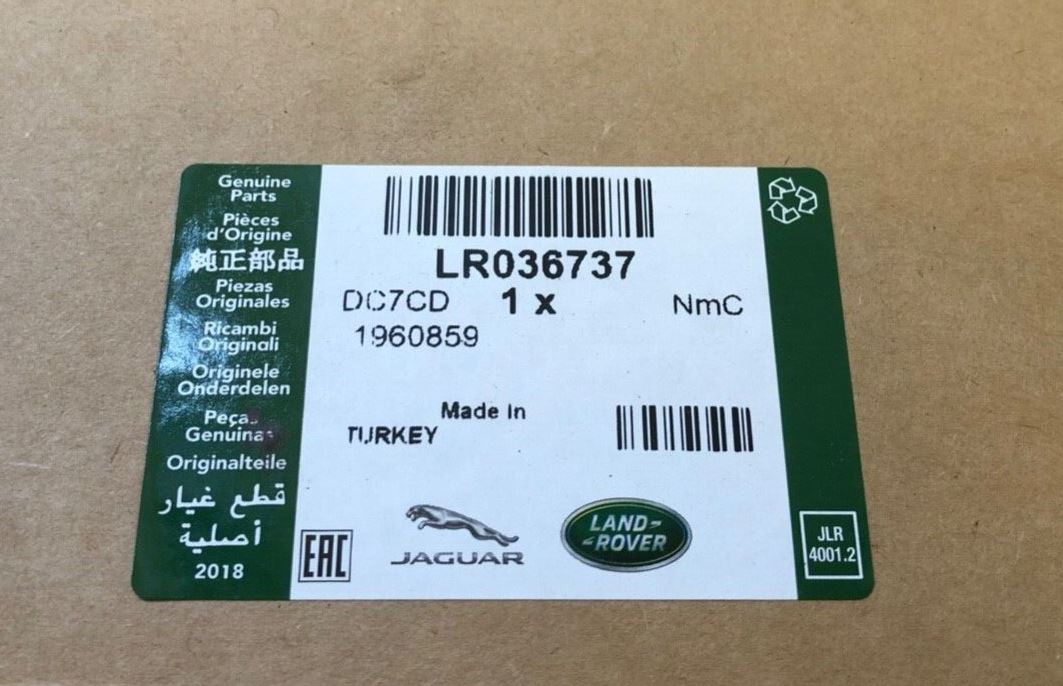 Genuine
Parts
Pièces
d'Origine
純正部品
Piezas
Originales
Ricambi
Originali
Originele
Onderdelen
Peças
Genuinas
Originalteile
قطع غيار
أصلية
2018
LR036737
DC7CD 1 x NmC
1960859
Made In
TURKEY
EAC
JAGUAR
LAND-
-ROVER
JLR
4001.2